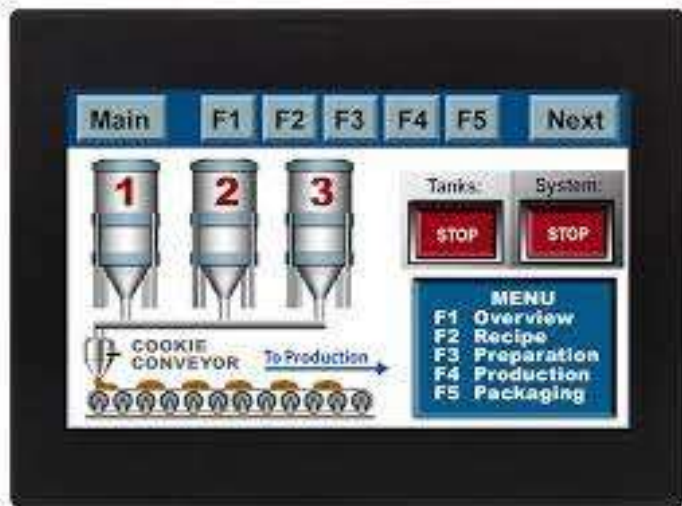 Main F1 F2 F3 F4 F5 Next
1 2 3
Tanks: System:
STOP STOP
COOKIE
CONVEYOR
To Production
MENU
F1 Overview
F2 Recipe
F3 Preparation
F4 Production
F5 Packaging